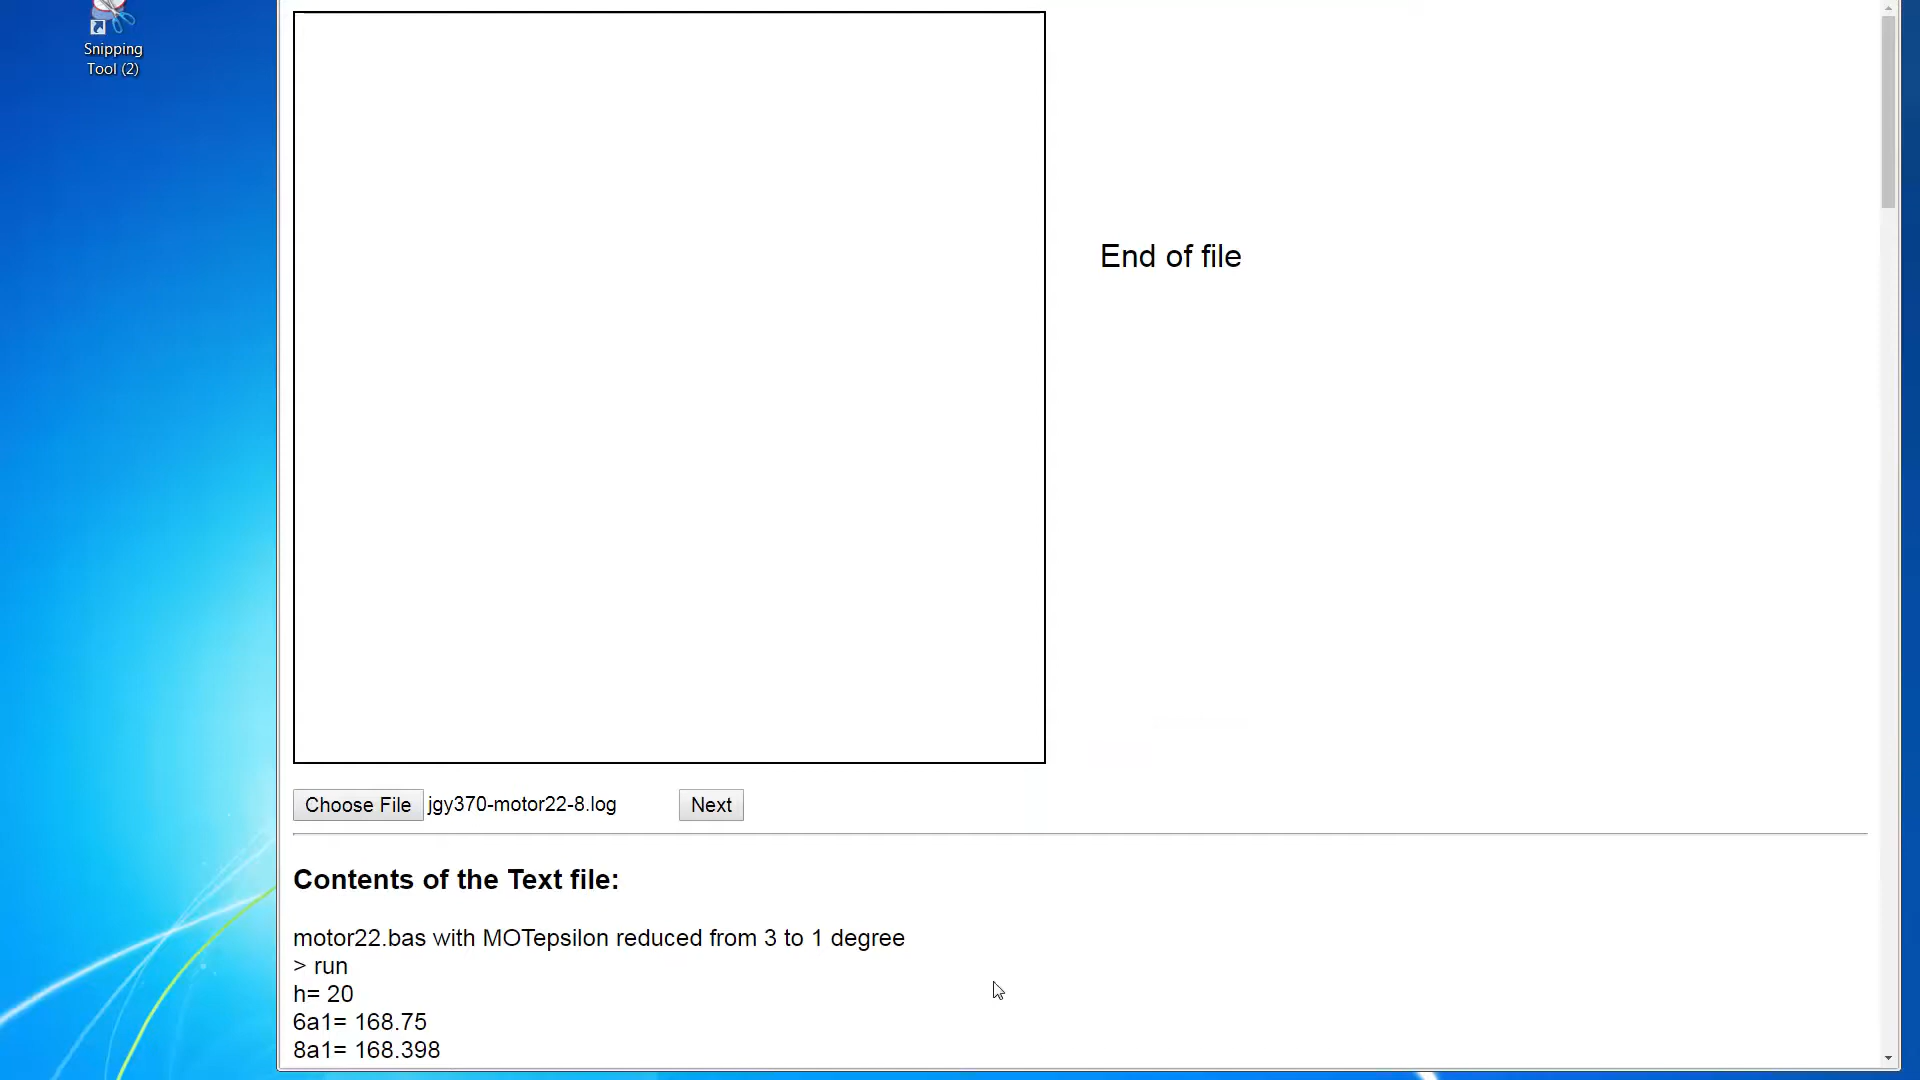 Snipping
Tool (2)
End of file
Choose File jgy370-motor22-8.log Next
Contents of the Text file:
motor22.bas with MOTepsilon reduced from 3 to 1 degree
> run
h= 20
6a1= 168.75
8a1= 168.398